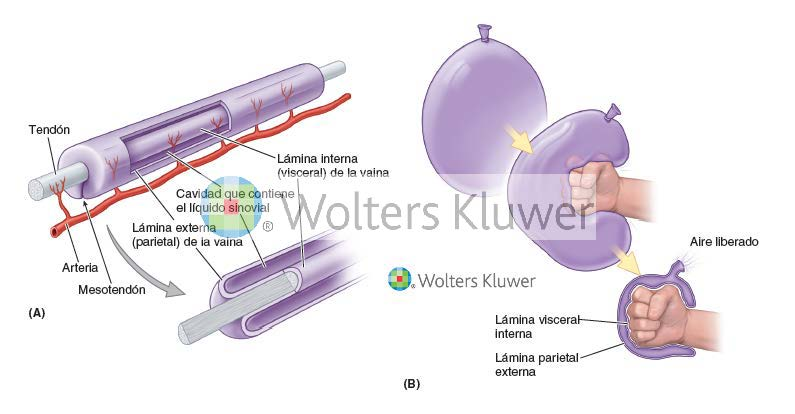 Tendón
Lámina interna
(visceral) de la vaina
Cavidad que contiene
el líquido sinovial
Lámina externa
(parietal) de la vaina
Arteria
Mesotendón
(A)
® Wolters Kluwer
Aire liberado
® Wolters Kluwer
Lámina visceral
interna
Lámina parietal
externa
(B)